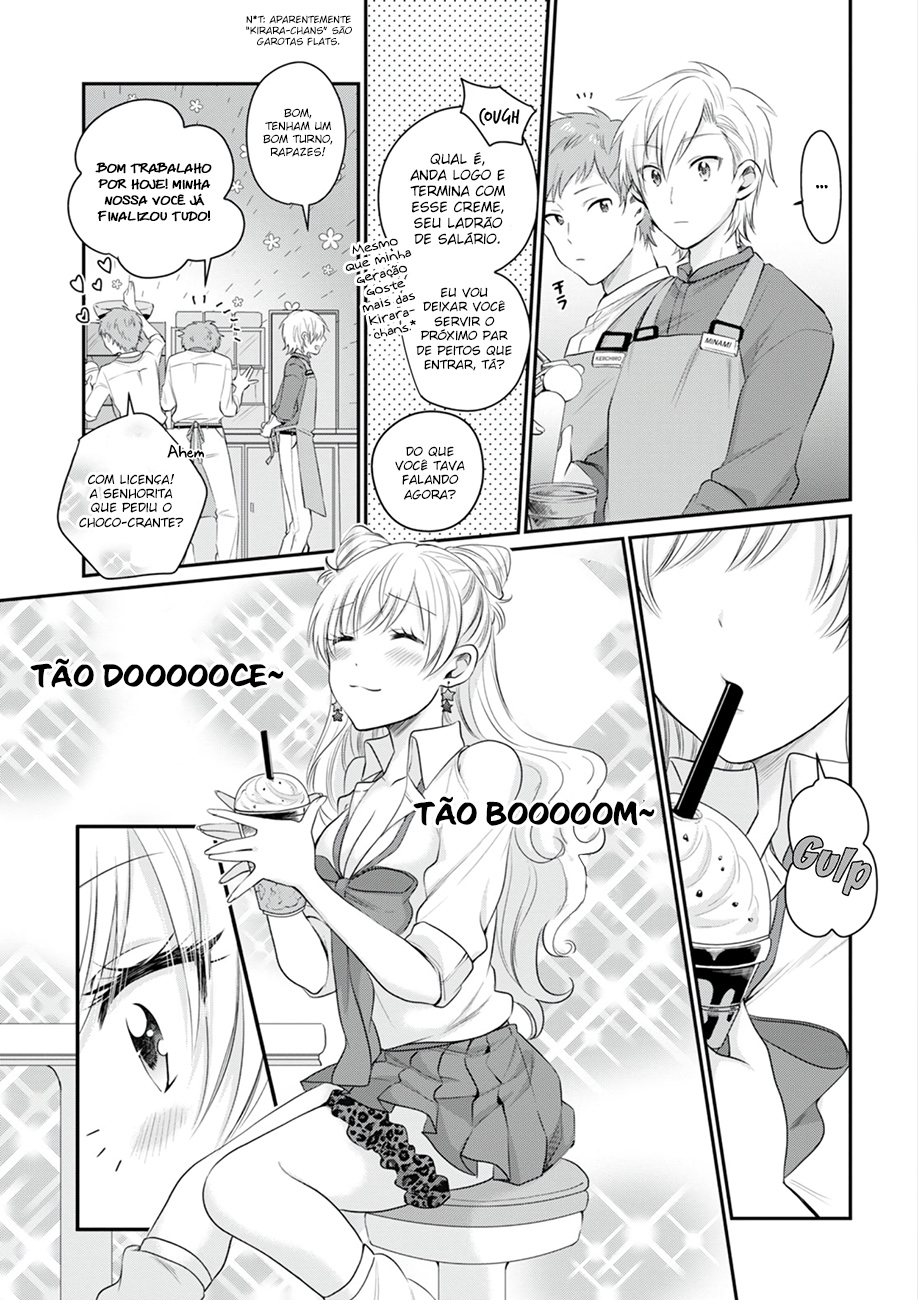 ...
テラ
KEIICHIRO
MINAMI
COUGH
QUAL É,
ANDA LOGO E
TERMINA COM
ESSE CREME,
SEU LADRÃO
DE SALÁRIO.
Mesmo
que minha
geração
goste
mais das
Kirara-
chans.*
EU VOU
DEIXAR VOCÊ
SERVIR O
PRÓXIMO PAR
DE PEITOS QUE
ENTRAR, TÁ?
DO QUE
VOCÊ TAVA
FALANDO
AGORA?
N*T: APARENTEMENTE
"KIRARA-CHANS" SÃO
GAROTAS FLATS.
BOM,
TENHAM UM
BOM TURNO,
RAPAZES!
BOM TRABALAHO
POR HOJE! MINHA
NOSSA VOCÊ JÁ
FINALIZOU TUDO!
Ahem
COM LICENÇA!
A SENHORITA
QUE PEDIU O
CHOCO-CRANTE?
Gulp
TÃO DOOOOOCE~
TÃO BOOOOOM~